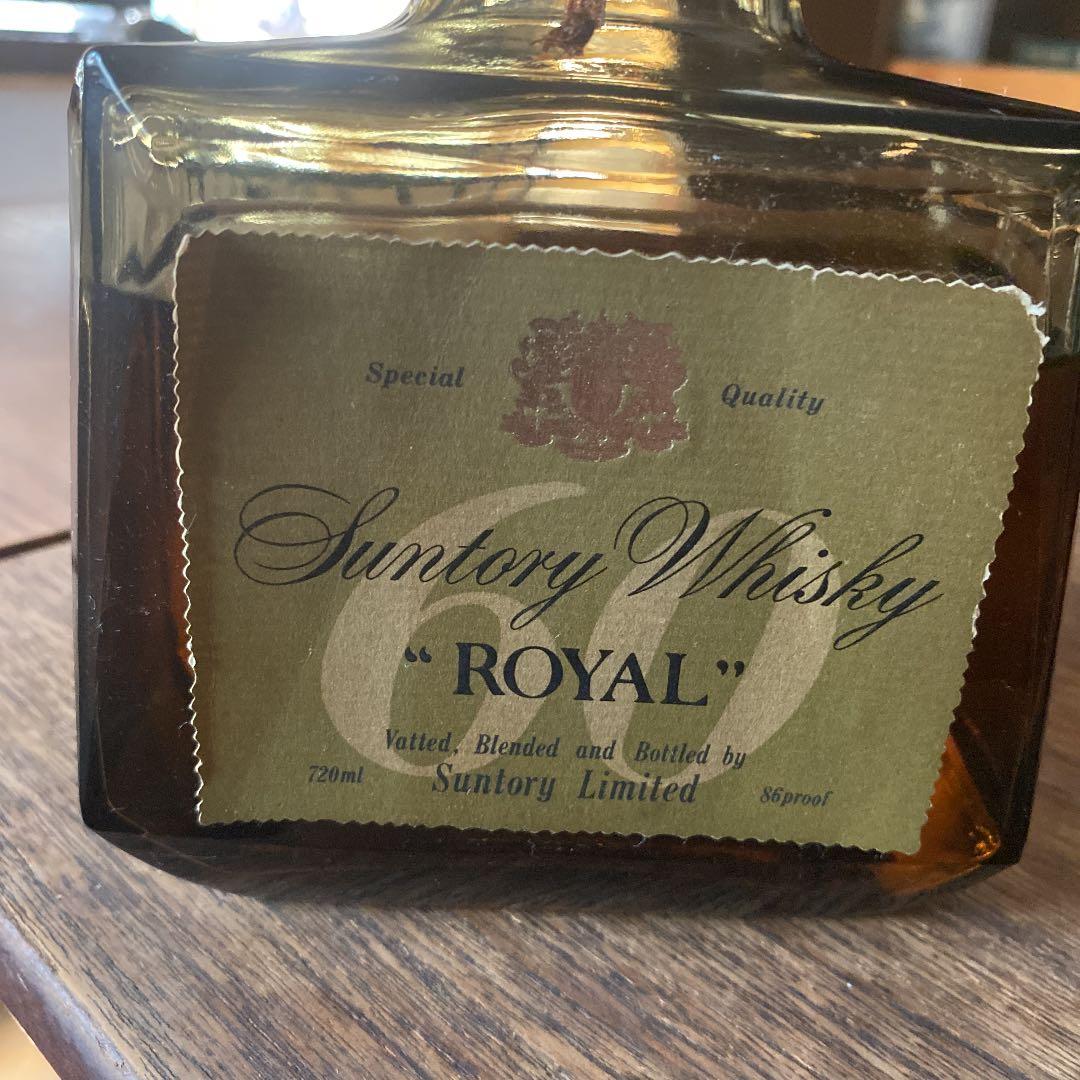 Special Quality
60
Suntory Whisky
“ROYAL”
Vatted, Blended and Bottled by
720ml Suntory Limited 86proof